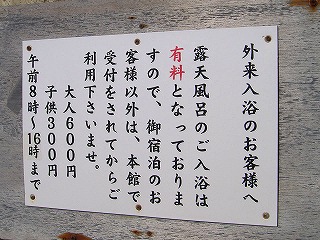 外来入浴のお客様へ
露天風呂のご入浴は
有料となっておりま
すので、御宿泊のお
客様以外は、本館で
受付をされてからご
利用下さいませ。
大人600円
子供300円
午前8時〜16時まで